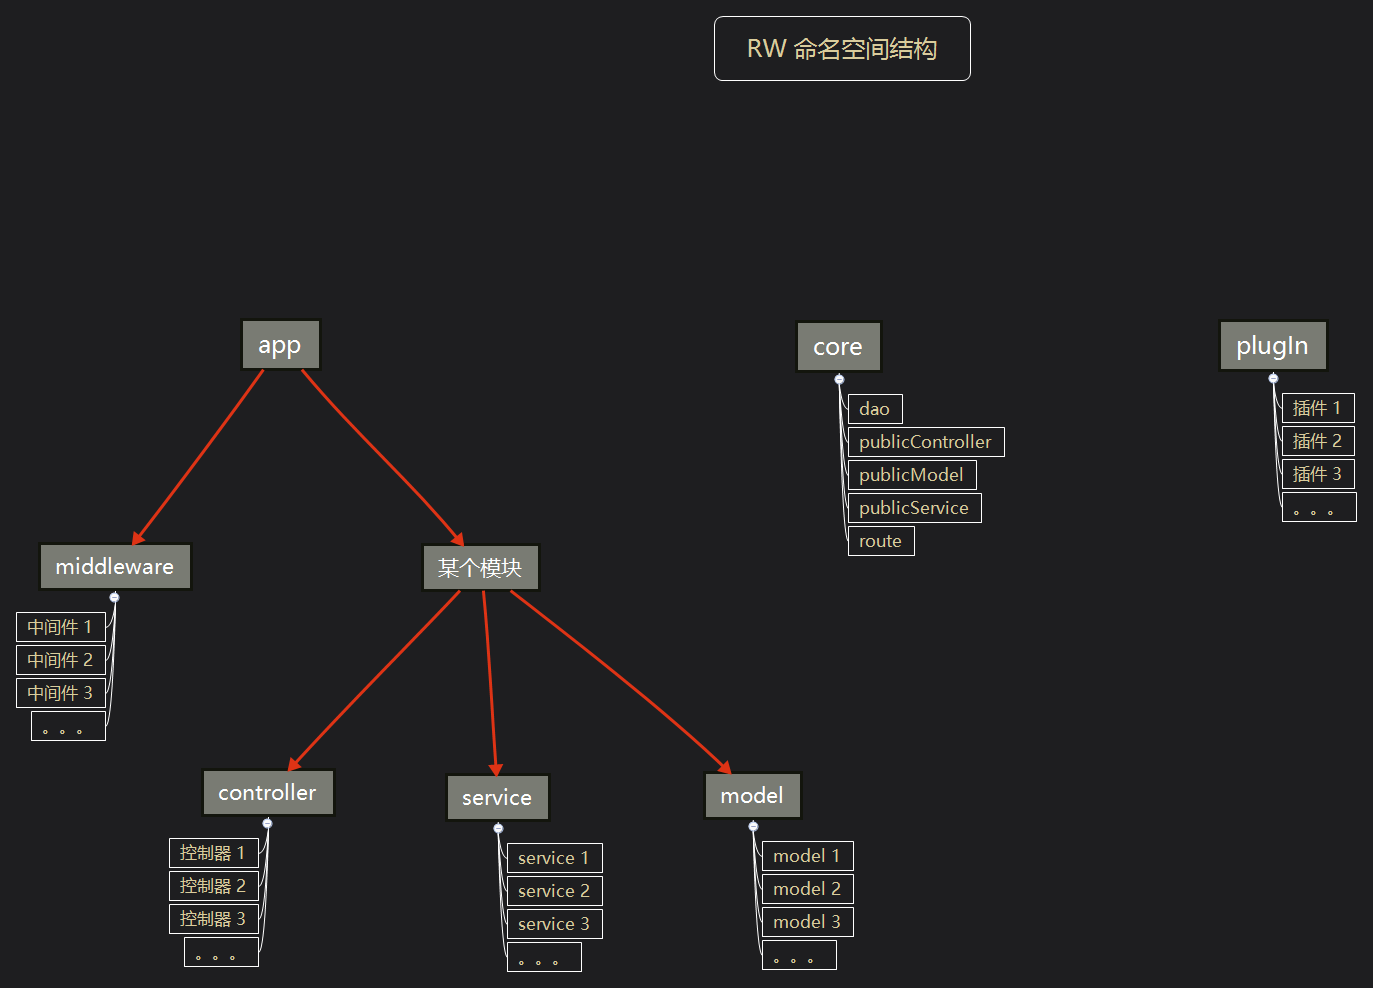 RW 命名空间结构
app
core
plugIn
dao
publicController
publicModel
publicService
route
插件 1
插件 2
插件 3
。。。
middleware
某个模块
中间件 1
中间件 2
中间件 3
。。。
controller
service
model
控制器 1
控制器 2
控制器 3
。。。
service 1
service 2
service 3
。。。
model 1
model 2
model 3
。。。